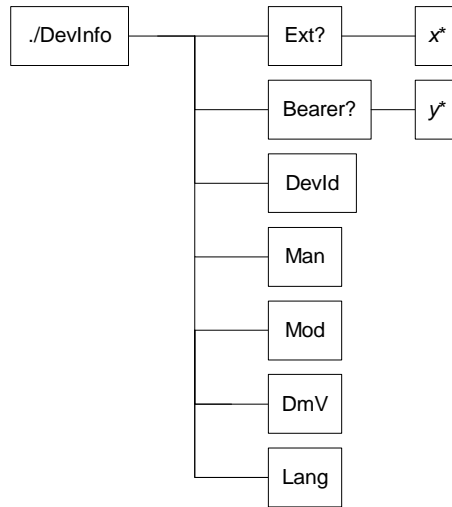 ./DevInfo
Ext?
x*
Bearer?
y*
DevId
Man
Mod
DmV
Lang